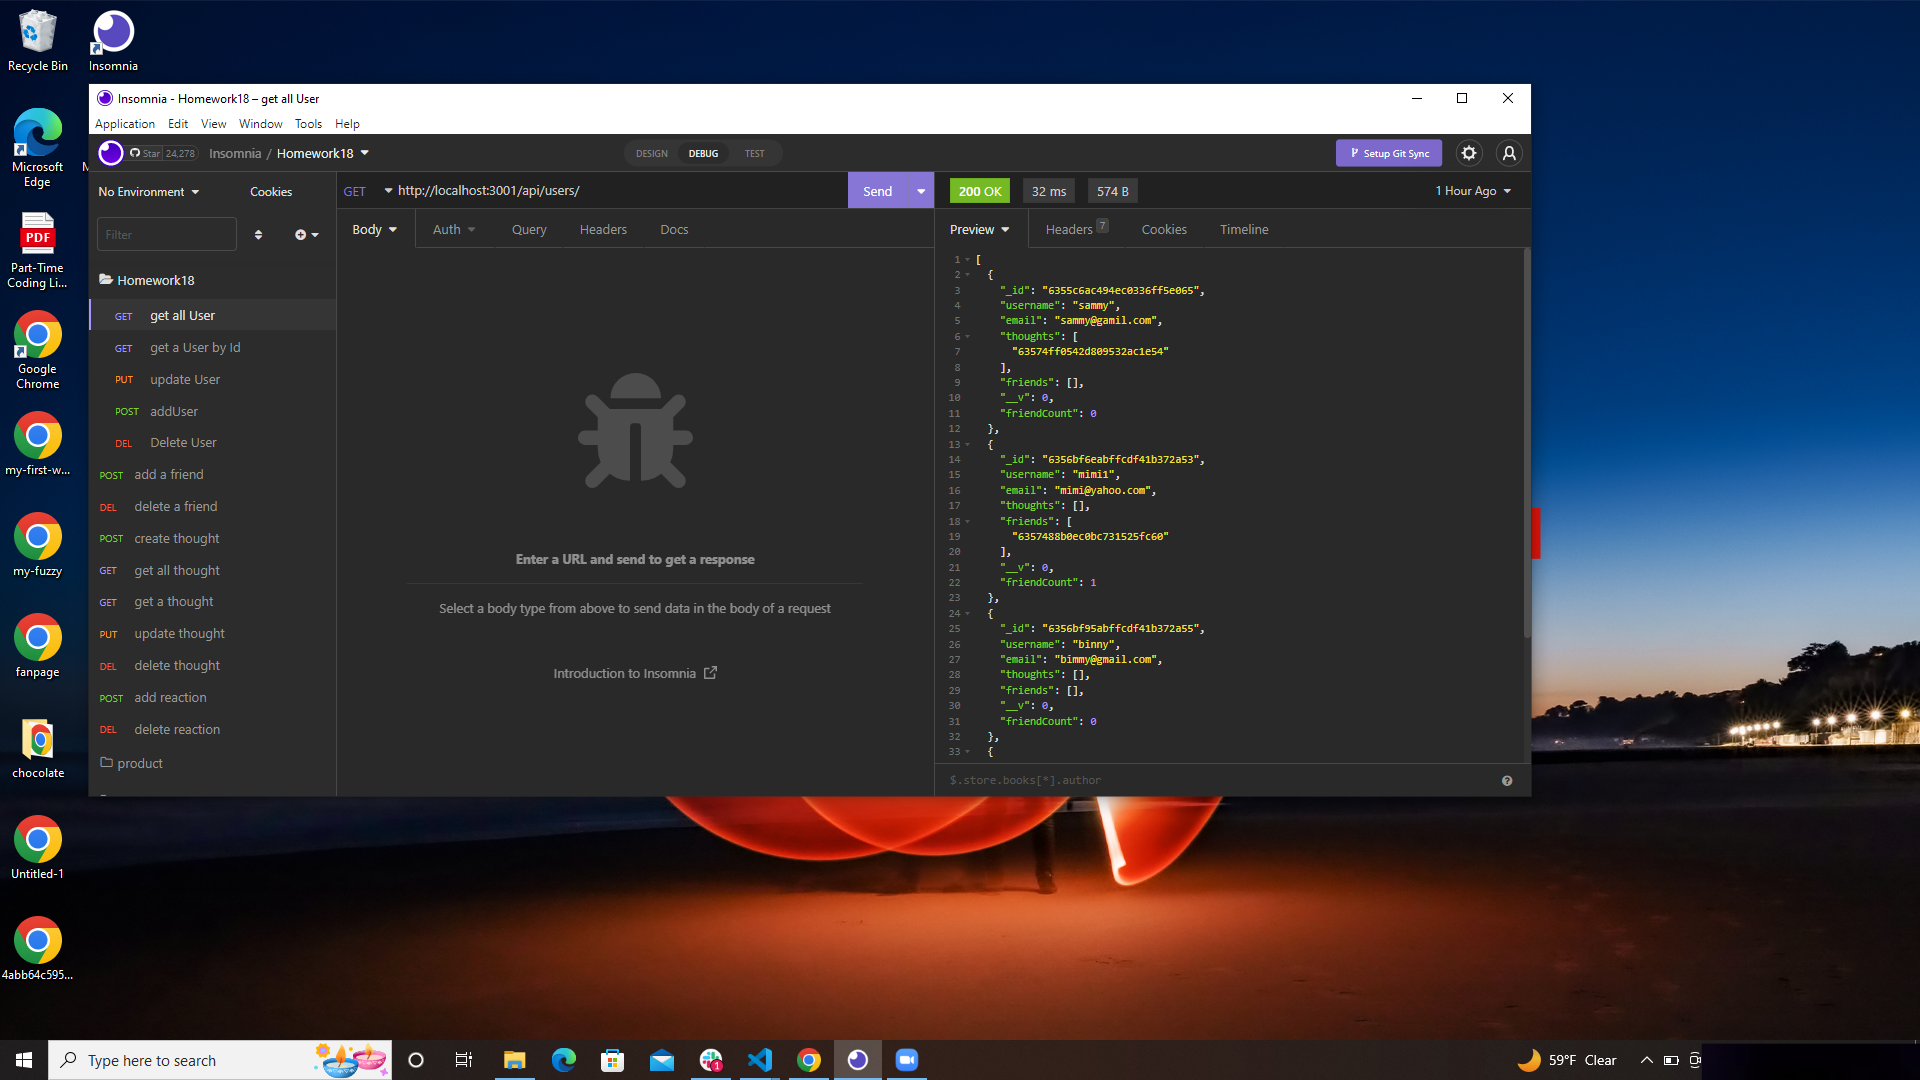 Recycle Bin
Insomnia
Microsoft
Edge
M
Part-Time
Coding Li...
PDF
Google
Chrome
my-first-w...
my-fuzzy
fanpage
chocolate
Untitled-1
4abb64c595...
Insomnia - Homework18 – get all User
Application Edit View Window Tools Help
Star 24,278 Insomnia / Homework18
DESIGN DEBUG TEST
Setup Git Sync
No Environment Cookies
Filter
Homework18
GET get all User
GET get a User by Id
PUT update User
POST addUser
DEL Delete User
POST add a friend
DEL delete a friend
POST create thought
GET get all thought
GET get a thought
PUT update thought
DEL delete thought
POST add reaction
DEL delete reaction
product
GET http://localhost:3001/api/users/ Send
Body Auth Query Headers Docs
Enter a URL and send to get a response
Select a body type from above to send data in the body of a request
Introduction to Insomnia
200 OK 32 ms 574 B 1 Hour Ago
Preview Headers 7 Cookies Timeline
1 [
2 {
3 "_id": "6355c6ac494ec0336ff5e065",
4 "username": "sammy",
5 "email": "sammy@gamil.com",
6 "thoughts": [
7 "63574ff0542d809532ac1e54"
8 ],
9 "friends": [],
10 "__v": 0,
11 "friendCount": 0
12 },
13 {
14 "_id": "6356bf6eabffcdf41b372a53",
15 "username": "mimi1",
16 "email": "mimi@yahoo.com",
17 "thoughts": [],
18 "friends": [
19 "6357488b0ec0bc731525fc60"
20 ],
21 "__v": 0,
22 "friendCount": 1
23 },
24 {
25 "_id": "6356bf95abffcdf41b372a55",
26 "username": "binny",
27 "email": "bimmy@gmail.com",
28 "thoughts": [],
29 "friends": [],
30 "__v": 0,
31 "friendCount": 0
32 },
33 {
$.store.books[*].author
Type here to search
1
59°F Clear